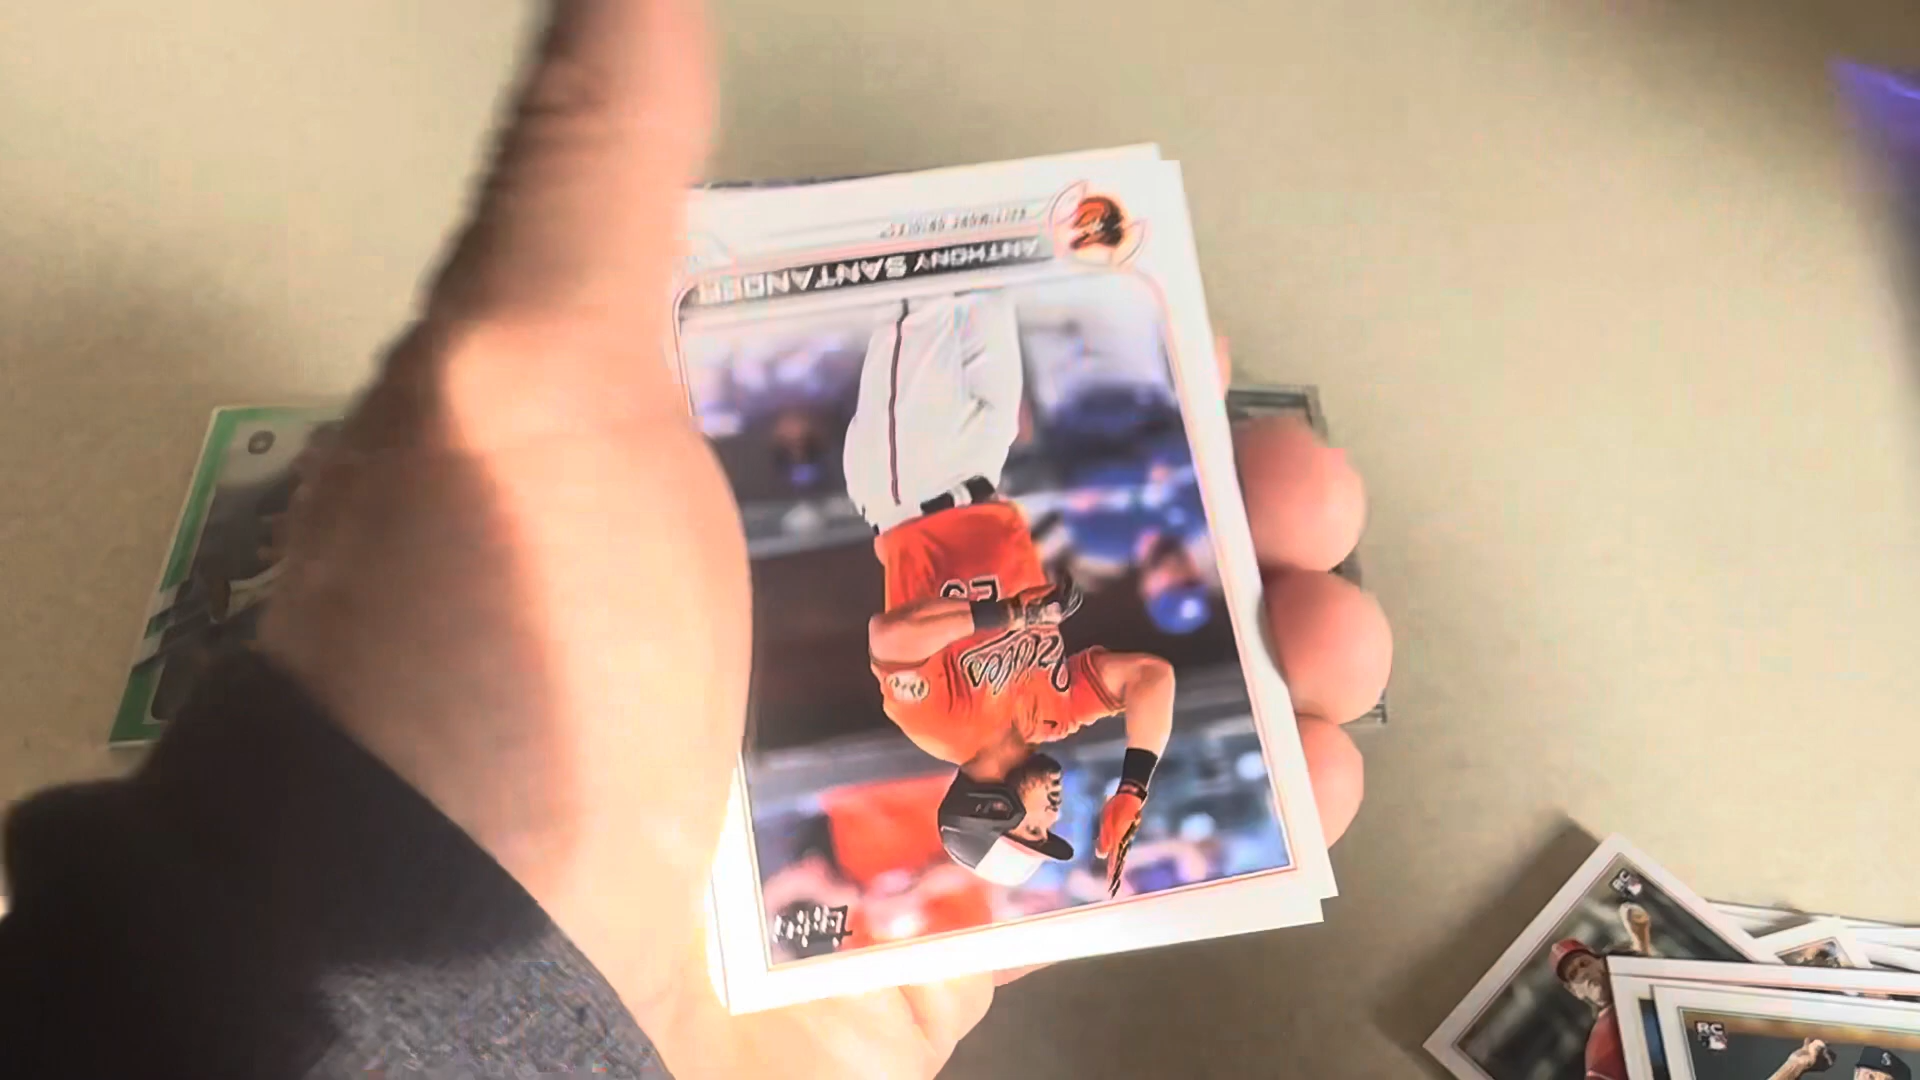 ANTHONY SANTANDER
BALTIMORE ORIOLES
Orioles
Topps
RC
RC
S